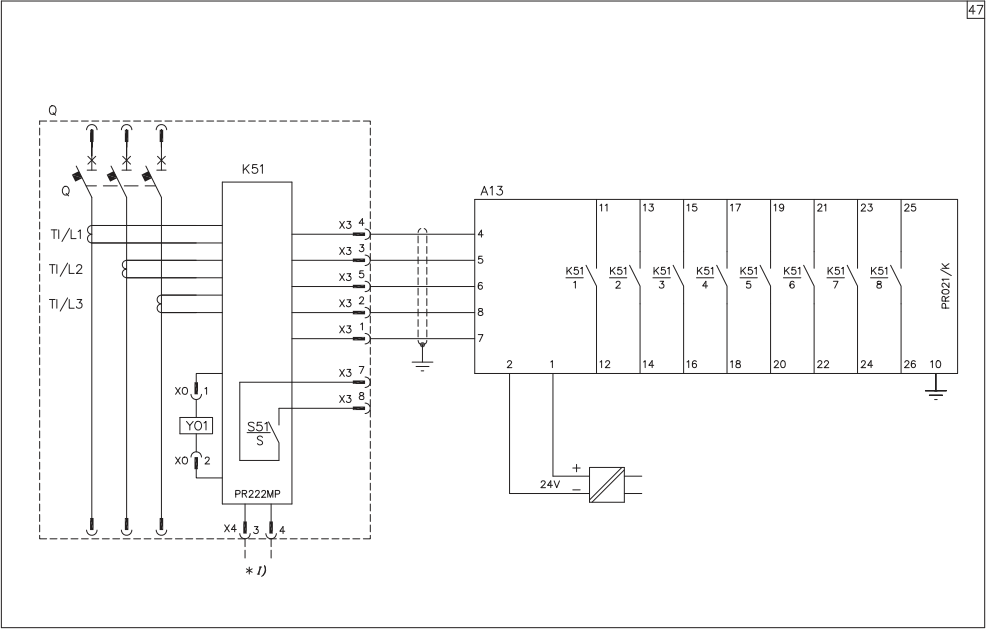 47
Q
K51
A13
Q
11 13 15 17 19 21 23 25
TI/L1
X3 4
4
X3 3
5
TI/L2
K51/1 K51/2 K51/3 K51/4 K51/5 K51/6 K51/7 K51/8
PR021/K
X3 5
6
TI/L3
X3 2
8
X3 1
7
2 1 12 14 16 18 20 22 24 26 10
X3 7
X0 1
X3 8
Y01
S51/S
X0 2
24V + −
PR222MP
X4 3 4
* 1)